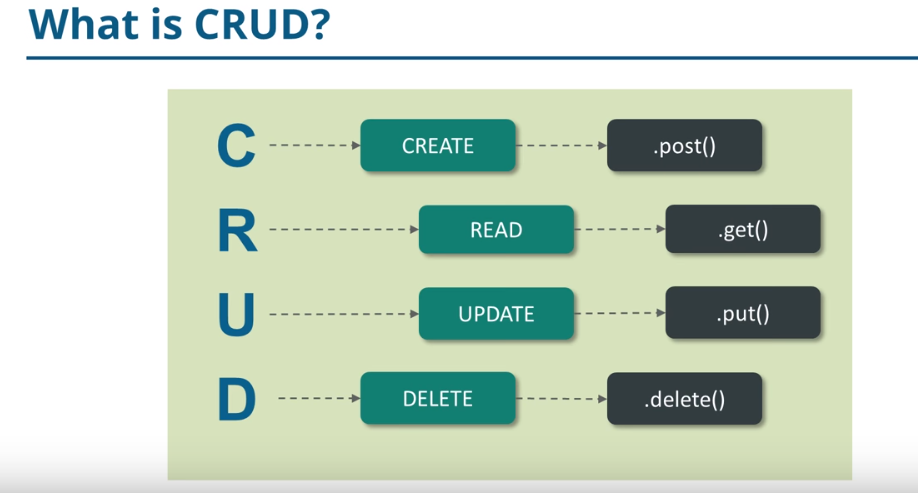 What is CRUD?
C CREATE .post()
R READ .get()
U UPDATE .put()
D DELETE .delete()